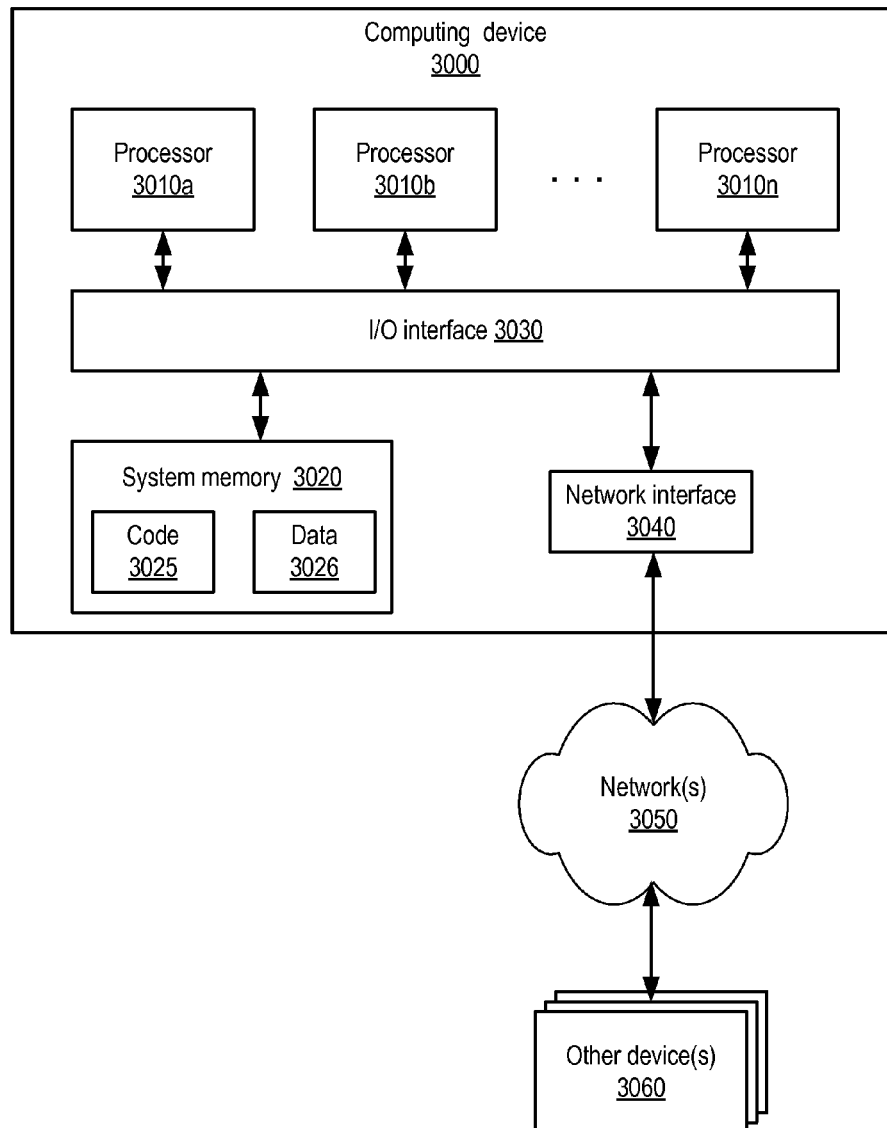 Computing device
3000
Processor
3010a
Processor
3010b
. . .
Processor
3010n
I/O interface 3030
System memory 3020
Code
3025
Data
3026
Network interface
3040
Network(s)
3050
Other device(s)
3060